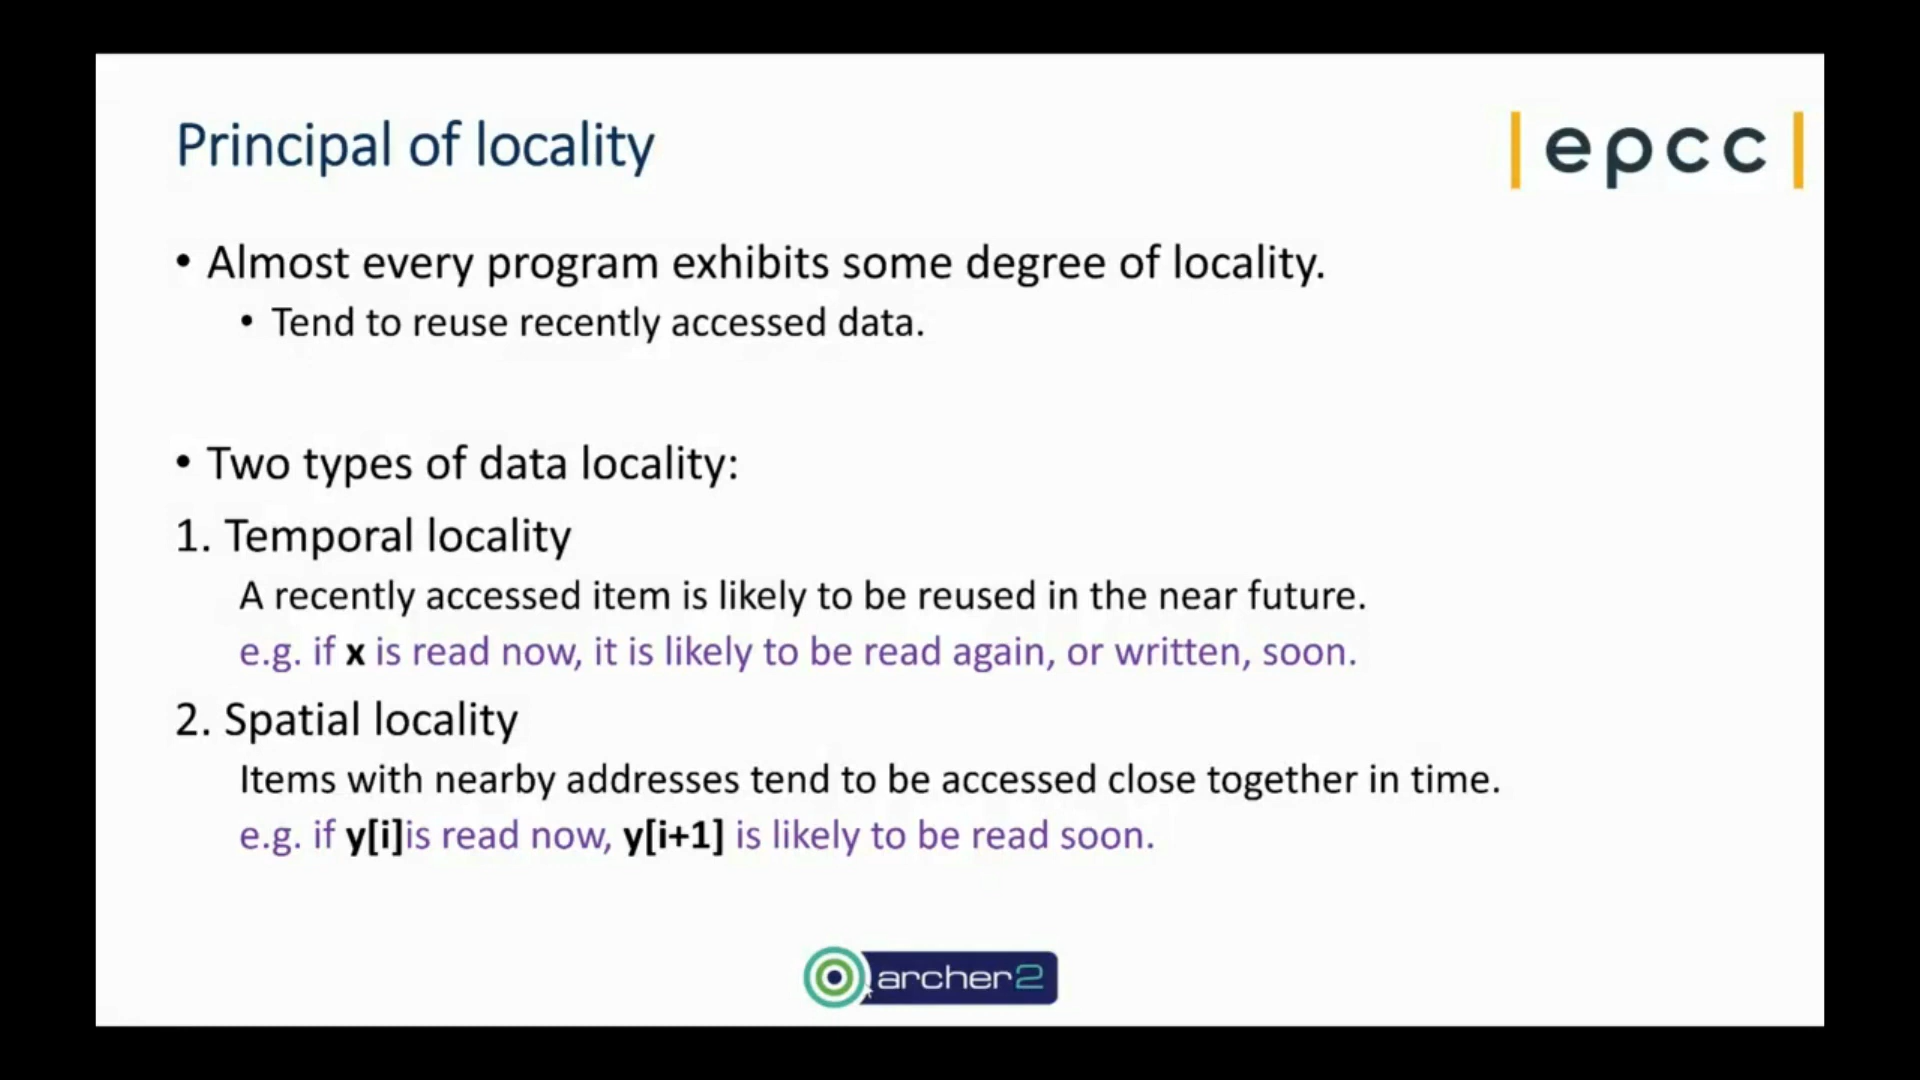 Principal of locality
|epcc|
• Almost every program exhibits some degree of locality.
• Tend to reuse recently accessed data.
• Two types of data locality:
1. Temporal locality
A recently accessed item is likely to be reused in the near future.
e.g. if x is read now, it is likely to be read again, or written, soon.
2. Spatial locality
Items with nearby addresses tend to be accessed close together in time.
e.g. if y[i]is read now, y[i+1] is likely to be read soon.
archer2